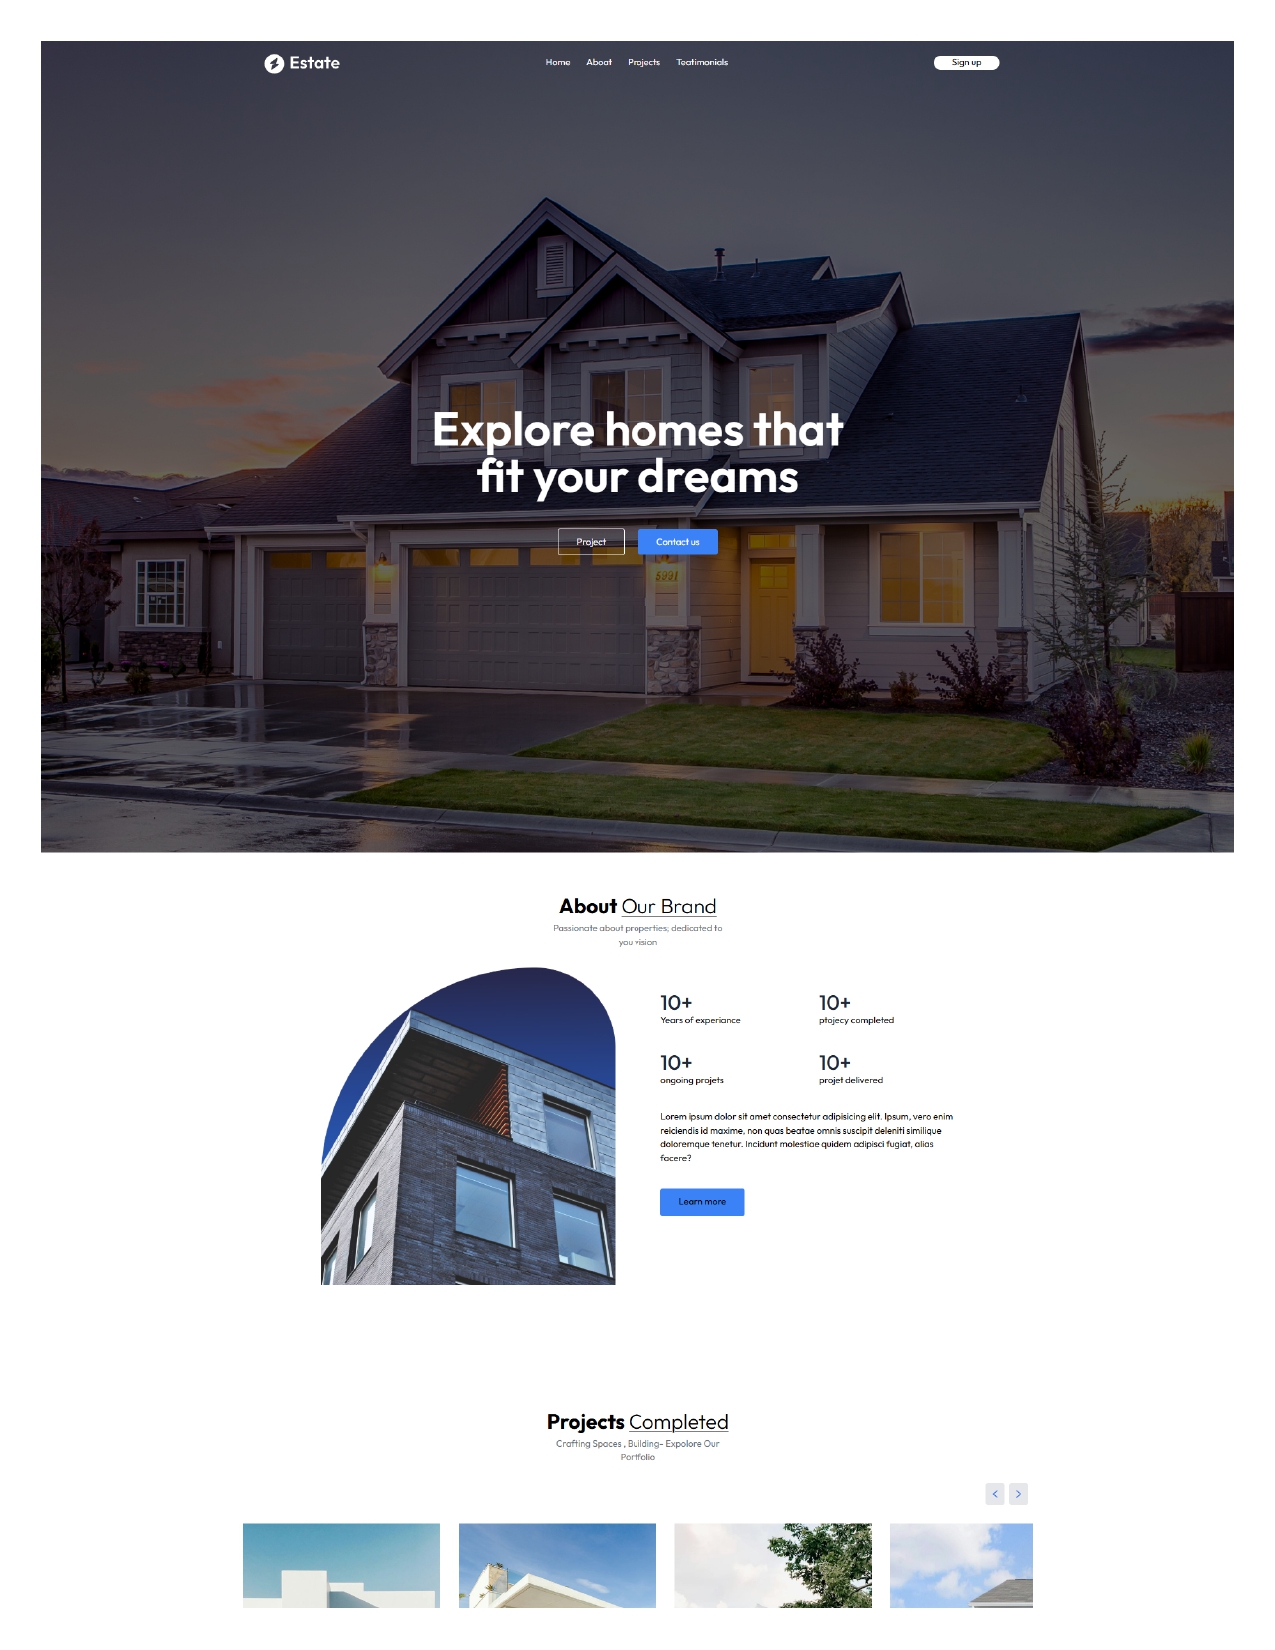 Estate
Home Aboat Projects Teatimonials
Sign up
Explore homes that
fit your dreams
Project
Contact us
5991
About Our Brand
Passionate about properties; dedicated to
you vision
10+
Years of experiance
10+
ptojecy completed
10+
ongoing projets
10+
projet delivered
Lorem ipsum dolor sit amet consectetur adipisicing elit. Ipsum, vero enim
reiciendis id maxime, non quas beatae omnis suscipit deleniti similique
doloremque tenetur. Incidunt molestiae quidem adipisci fugiat, alias
facere?
Learn more
Projects Completed
Crafting Spaces , Building- Expolore Our
Portfolio